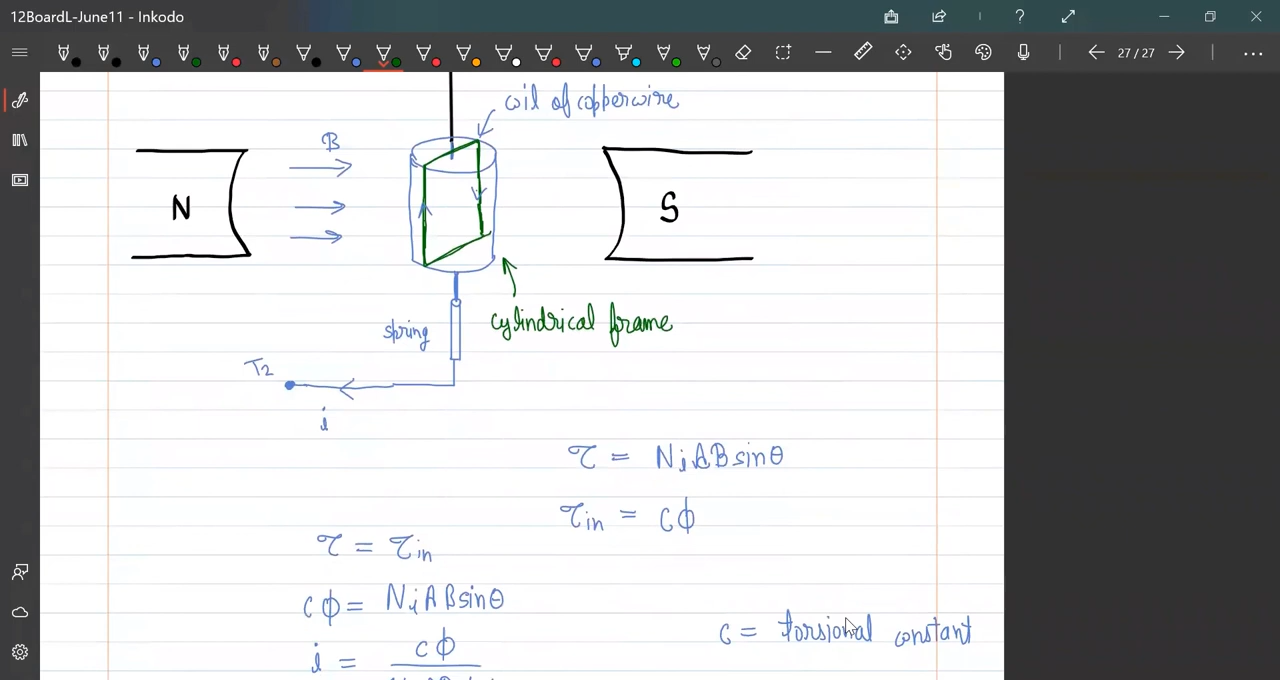 12BoardL-June11 - Inkodo
27/27
coil of copperwire
B
N
S
cylindrical frame
spring
T2
i
τ = NiABsinθ
τin = cϕ
τ = τin
cϕ = NiABsinθ
c = torsional constant
i = cϕ